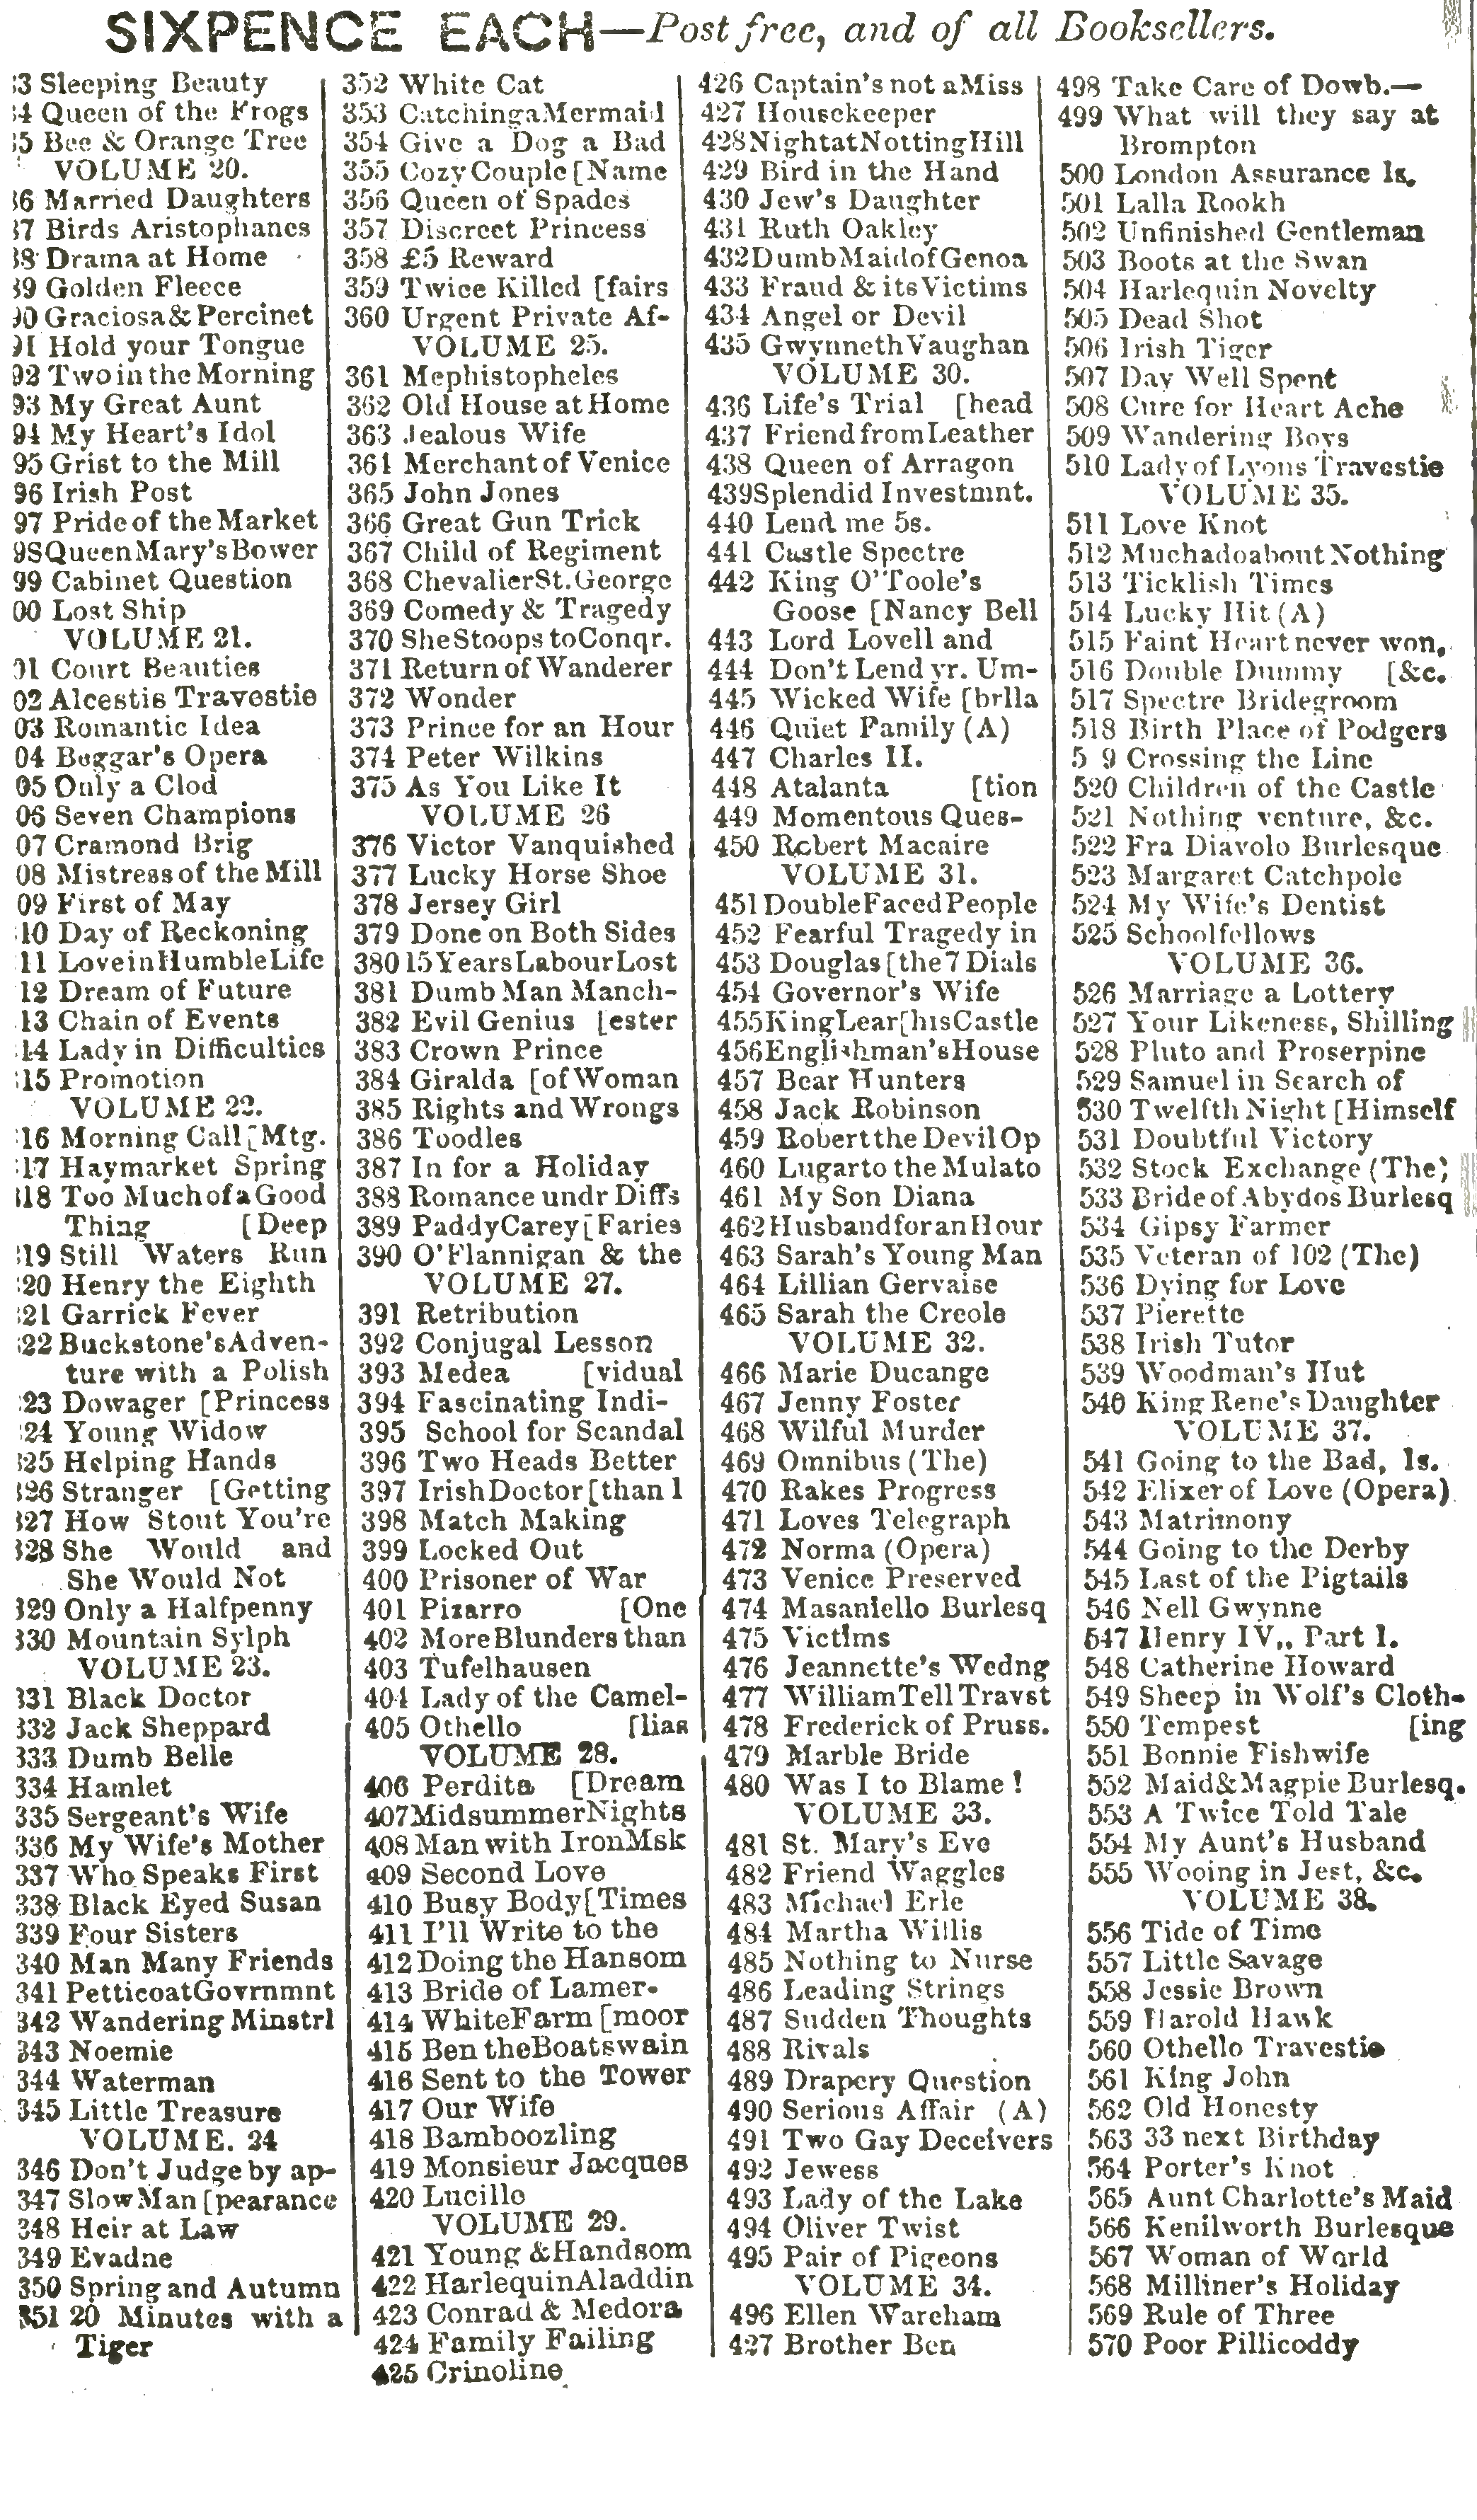 SIXPENCE EACH—Post free, and of all Booksellers.
33 Sleeping Beauty
34 Queen of the Frogs
35 Bee & Orange Tree
VOLUME 20.
36 Married Daughters
37 Birds Aristophanes
38 Drama at Home
39 Golden Fleece
90 Graciosa & Percinet
91 Hold your Tongue
92 Two in the Morning
93 My Great Aunt
94 My Heart's Idol
95 Grist to the Mill
96 Irish Post
97 Pride of the Market
98 Queen Mary's Bower
99 Cabinet Question
00 Lost Ship
VOLUME 21.
01 Court Beauties
02 Alcestis Travestie
03 Romantic Idea
04 Beggar's Opera
05 Only a Clod
06 Seven Champions
07 Cramond Brig
08 Mistress of the Mill
09 First of May
10 Day of Reckoning
11 Love in Humble Life
12 Dream of Future
13 Chain of Events
14 Lady in Difficulties
15 Promotion
VOLUME 22.
16 Morning Call [Mtg.
17 Haymarket Spring
318 Too Much of a Good
Thing [Deep
319 Still Waters Run
320 Henry the Eighth
321 Garrick Fever
322 Buckstone's Adven-
ture with a Polish
323 Dowager [Princess
324 Young Widow
325 Helping Hands
326 Stranger [Getting
327 How Stout You're
328 She Would and
She Would Not
329 Only a Halfpenny
330 Mountain Sylph
VOLUME 23.
331 Black Doctor
332 Jack Sheppard
333 Dumb Belle
334 Hamlet
335 Sergeant's Wife
336 My Wife's Mother
337 Who Speaks First
338 Black Eyed Susan
339 Four Sisters
340 Man Many Friends
341 Petticoat Govrnmnt
342 Wandering Minstrl
343 Noemie
344 Waterman
345 Little Treasure
VOLUME. 24
346 Don't Judge by ap-
347 Slow Man [pearance
348 Heir at Law
349 Evadne
350 Spring and Autumn
351 20 Minutes with a
Tiger
352 White Cat
353 Catching a Mermaid
354 Give a Dog a Bad
355 Cozy Couple [Name
356 Queen of Spades
357 Discreet Princess
358 £5 Reward
359 Twice Killed [fairs
360 Urgent Private Af-
VOLUME 25.
361 Mephistopheles
362 Old House at Home
363 Jealous Wife
364 Merchant of Venice
365 John Jones
366 Great Gun Trick
367 Child of Regiment
368 Chevalier St. George
369 Comedy & Tragedy
370 She Stoops to Conqr.
371 Return of Wanderer
372 Wonder
373 Prince for an Hour
374 Peter Wilkins
375 As You Like It
VOLUME 26
376 Victor Vanquished
377 Lucky Horse Shoe
378 Jersey Girl
379 Done on Both Sides
380 15 Years Labour Lost
381 Dumb Man Manch-
382 Evil Genius [ester
383 Crown Prince
384 Giralda [of Woman
385 Rights and Wrongs
386 Toodles
387 In for a Holiday
388 Romance undr Diffs
389 Paddy Carey [Faries
390 O'Flannigan & the
VOLUME 27.
391 Retribution
392 Conjugal Lesson
393 Medea [vidual
394 Fascinating Indi-
395 School for Scandal
396 Two Heads Better
397 Irish Doctor [than 1
398 Match Making
399 Locked Out
400 Prisoner of War
401 Pizarro [One
402 More Blunders than
403 Tufelhausen
404 Lady of the Camel-
405 Othello [lias
VOLUME 28.
406 Perdita [Dream
407 Midsummer Nights
408 Man with Iron Msk
409 Second Love
410 Busy Body [Times
411 I'll Write to the
412 Doing the Hansom
413 Bride of Lamer-
414 White Farm [moor
415 Ben the Boatswain
416 Sent to the Tower
417 Our Wife
418 Bamboozling
419 Monsieur Jacques
420 Lucille
VOLUME 29.
421 Young & Handsom
422 Harlequin Aladdin
423 Conrad & Medora
424 Family Failing
425 Crinoline
426 Captain's not a Miss
427 Housekeeper
428 Night at Notting Hill
429 Bird in the Hand
430 Jew's Daughter
431 Ruth Oakley
432 Dumb Maid of Genoa
433 Fraud & its Victims
434 Angel or Devil
435 Gwynneth Vaughan
VOLUME 30.
436 Life's Trial [head
437 Friend from Leather
438 Queen of Arragon
439 Splendid Investmnt.
440 Lend me 5s.
441 Castle Spectre
442 King O'Toole's
Goose [Nancy Bell
443 Lord Lovell and
444 Don't Lend yr. Um-
445 Wicked Wife [brlla
446 Quiet Family (A)
447 Charles II.
448 Atalanta [tion
449 Momentous Ques-
450 Robert Macaire
VOLUME 31.
451 Double Faced People
452 Fearful Tragedy in
453 Douglas [the 7 Dials
454 Governor's Wife
455 King Lear [his Castle
456 Englishman's House
457 Bear Hunters
458 Jack Robinson
459 Robert the Devil Op
460 Lugarto the Mulato
461 My Son Diana
462 Husband for an Hour
463 Sarah's Young Man
464 Lillian Gervaise
465 Sarah the Creole
VOLUME 32.
466 Marie Ducange
467 Jenny Foster
468 Wilful Murder
469 Omnibus (The)
470 Rakes Progress
471 Loves Telegraph
472 Norma (Opera)
473 Venice Preserved
474 Masaniello Burlesq
475 Victims
476 Jeannette's Wedng
477 William Tell Travst
478 Frederick of Pruss.
479 Marble Bride
480 Was I to Blame!
VOLUME 33.
481 St. Mary's Eve
482 Friend Waggles
483 Michael Erle
484 Martha Willis
485 Nothing to Nurse
486 Leading Strings
487 Sudden Thoughts
488 Rivals
489 Drapery Question
490 Serious Affair (A)
491 Two Gay Deceivers
492 Jewess
493 Lady of the Lake
494 Oliver Twist
495 Pair of Pigeons
VOLUME 34.
496 Ellen Wareham
427 Brother Ben
498 Take Care of Dowb.—
499 What will they say at
Brompton
500 London Assurance 1s.
501 Lalla Rookh
502 Unfinished Gentleman
503 Boots at the Swan
504 Harlequin Novelty
505 Dead Shot
506 Irish Tiger
507 Day Well Spent
508 Cure for Heart Ache
509 Wandering Boys
510 Lady of Lyons Travestie
VOLUME 35.
511 Love Knot
512 Much ado about Nothing
513 Ticklish Times
514 Lucky Hit (A)
515 Faint Heart never won,
516 Double Dummy [&c.
517 Spectre Bridegroom
518 Birth Place of Podgers
5 9 Crossing the Line
520 Children of the Castle
521 Nothing venture, &c.
522 Fra Diavolo Burlesque
523 Margaret Catchpole
524 My Wife's Dentist
525 Schoolfellows
VOLUME 36.
526 Marriage a Lottery
527 Your Likeness, Shilling
528 Pluto and Proserpine
529 Samuel in Search of
530 Twelfth Night [Himself
531 Doubtful Victory
532 Stock Exchange (The)
533 Bride of Abydos Burlesq
534 Gipsy Farmer
535 Veteran of 102 (The)
536 Dying for Love
537 Pierette
538 Irish Tutor
539 Woodman's Hut
540 King Rene's Daughter
VOLUME 37.
541 Going to the Bad, 1s.
542 Elixer of Love (Opera)
543 Matrimony
544 Going to the Derby
545 Last of the Pigtails
546 Nell Gwynne
547 Henry IV., Part 1.
548 Catherine Howard
549 Sheep in Wolf's Cloth-
550 Tempest [ing
551 Bonnie Fishwife
552 Maid & Magpie Burlesq.
553 A Twice Told Tale
554 My Aunt's Husband
555 Wooing in Jest, &c.
VOLUME 38.
556 Tide of Time
557 Little Savage
558 Jessie Brown
559 Harold Hawk
560 Othello Travestie
561 King John
562 Old Honesty
563 33 next Birthday
564 Porter's Knot
565 Aunt Charlotte's Maid
566 Kenilworth Burlesque
567 Woman of World
568 Milliner's Holiday
569 Rule of Three
570 Poor Pillicoddy